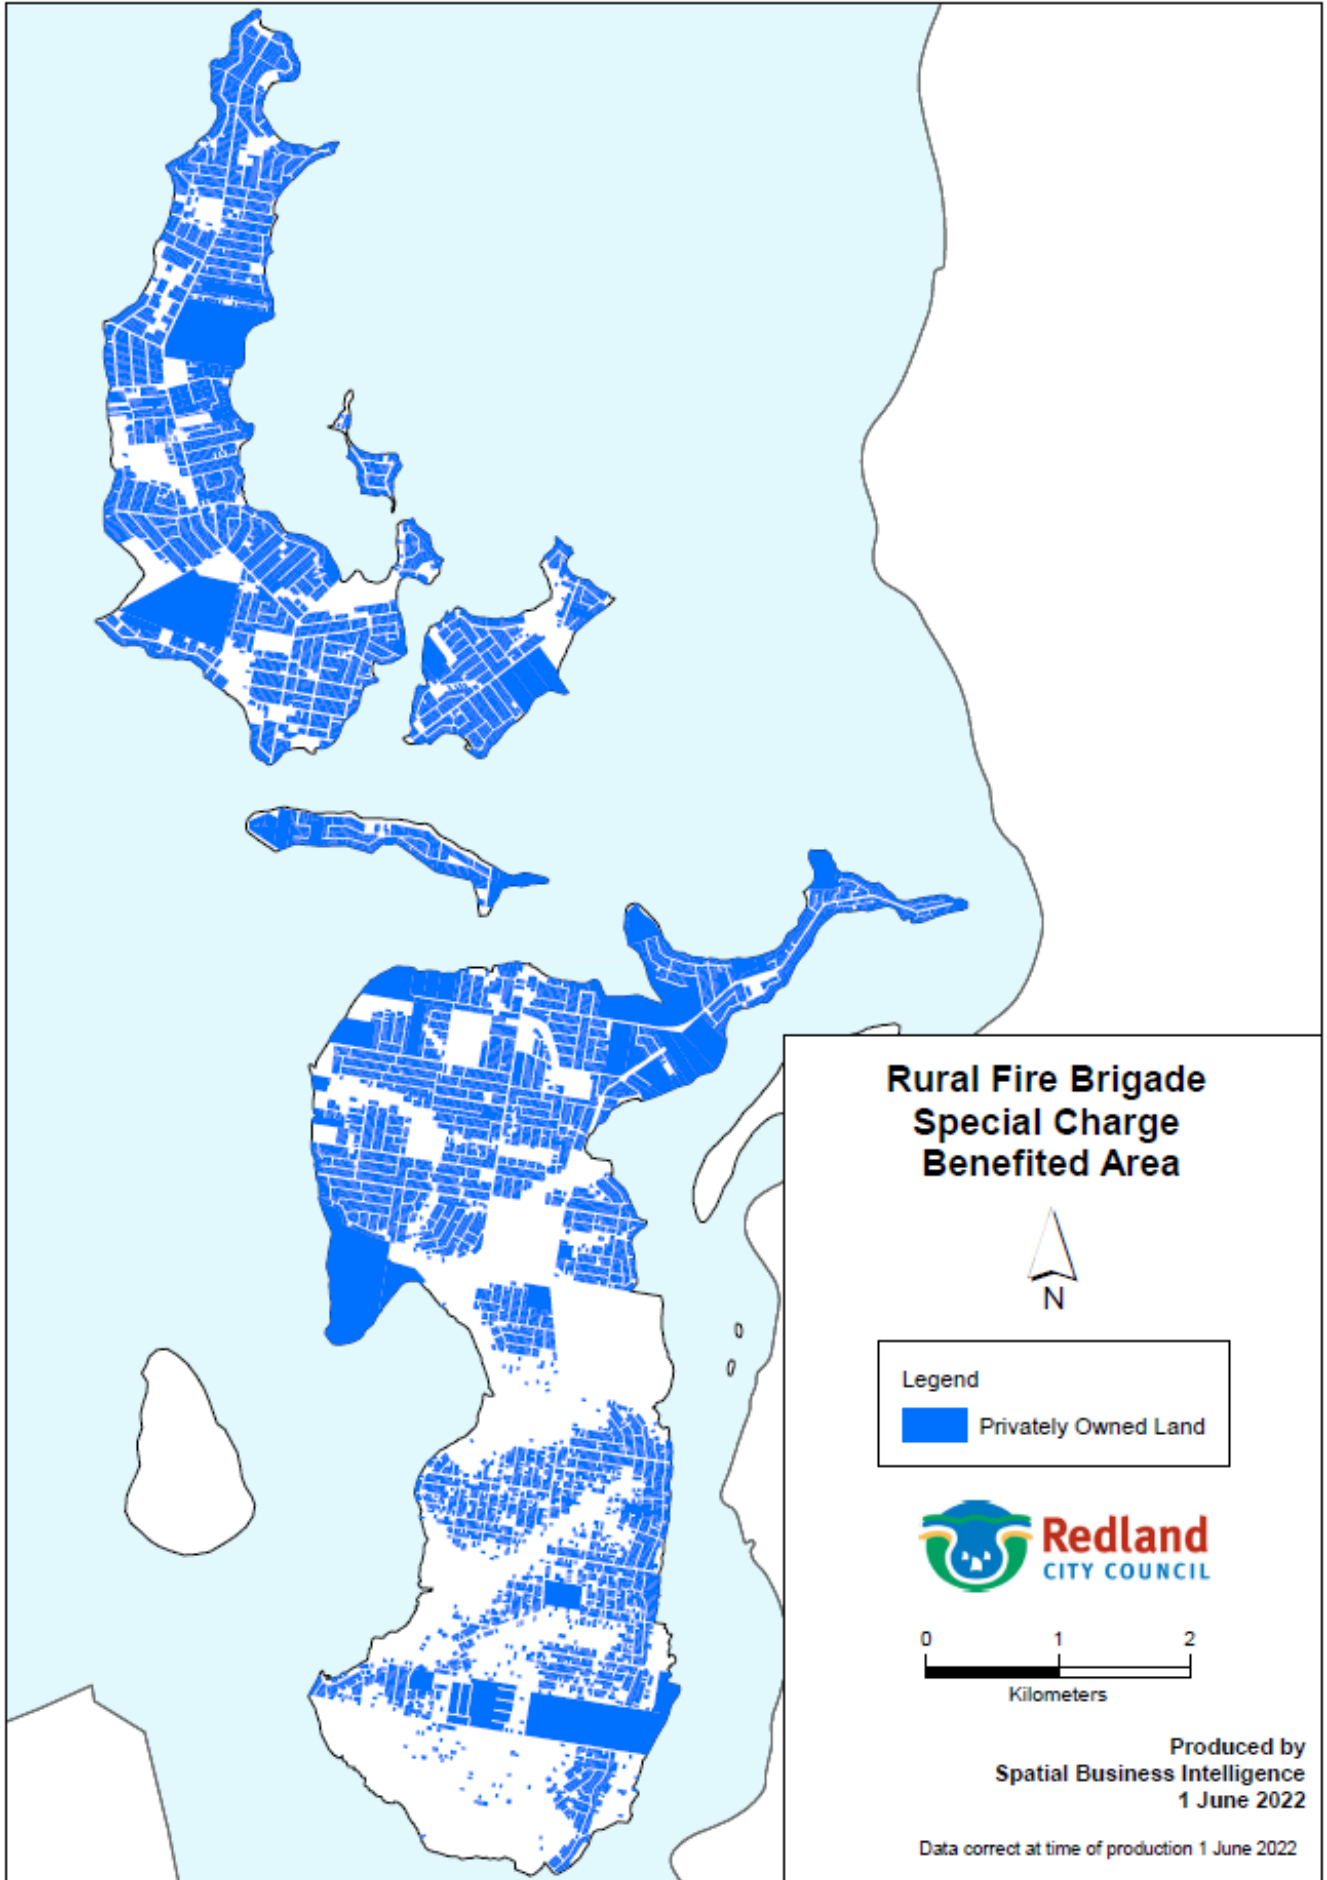 Rural Fire Brigade
Special Charge
Benefited Area
N
Legend
Privately Owned Land
Redland
CITY COUNCIL
0 1 2
Kilometers
Produced by
Spatial Business Intelligence
1 June 2022
Data correct at time of production 1 June 2022